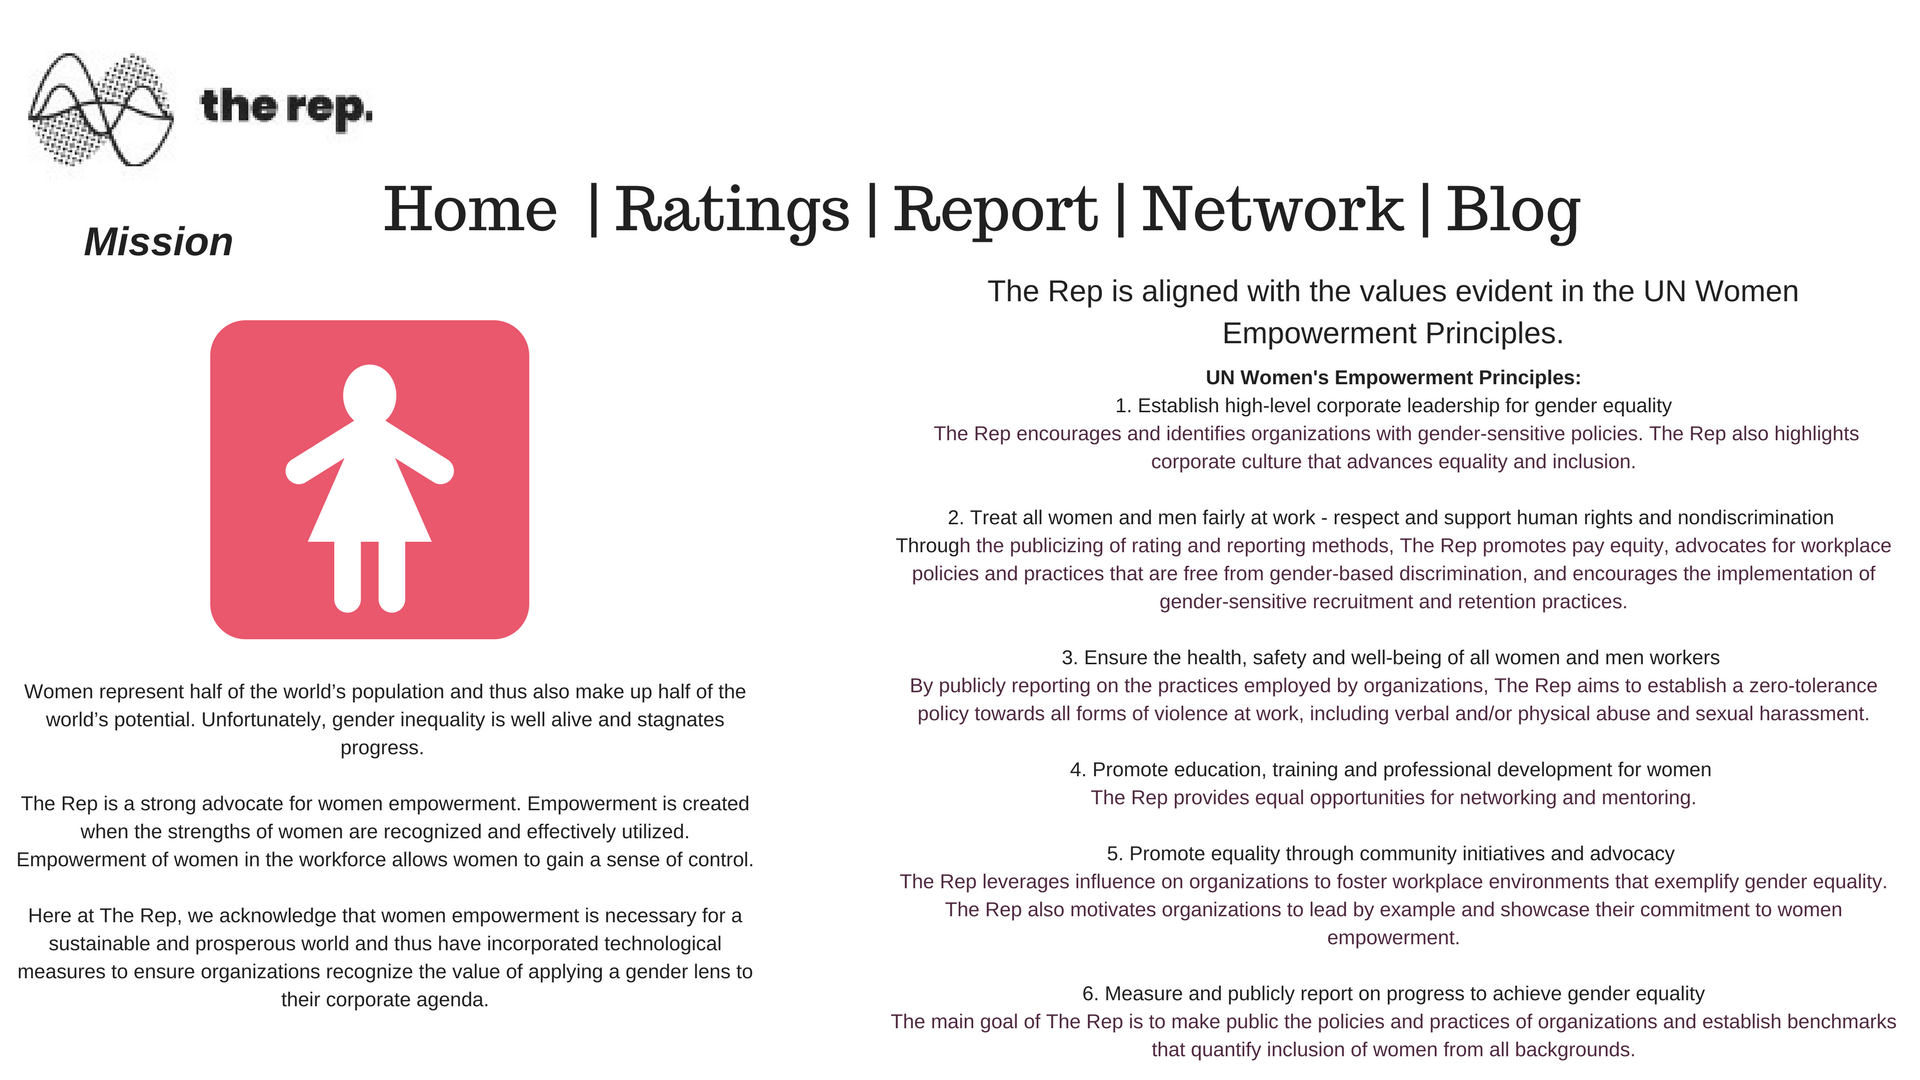 the rep.
Home | Ratings | Report | Network | Blog
Mission
Women represent half of the world’s population and thus also make up half of the
world’s potential. Unfortunately, gender inequality is well alive and stagnates
progress.
The Rep is a strong advocate for women empowerment. Empowerment is created
when the strengths of women are recognized and effectively utilized.
Empowerment of women in the workforce allows women to gain a sense of control.
Here at The Rep, we acknowledge that women empowerment is necessary for a
sustainable and prosperous world and thus have incorporated technological
measures to ensure organizations recognize the value of applying a gender lens to
their corporate agenda.
The Rep is aligned with the values evident in the UN Women
Empowerment Principles.
UN Women's Empowerment Principles:
1. Establish high-level corporate leadership for gender equality
The Rep encourages and identifies organizations with gender-sensitive policies. The Rep also highlights
corporate culture that advances equality and inclusion.
2. Treat all women and men fairly at work - respect and support human rights and nondiscrimination
Through the publicizing of rating and reporting methods, The Rep promotes pay equity, advocates for workplace
policies and practices that are free from gender-based discrimination, and encourages the implementation of
gender-sensitive recruitment and retention practices.
3. Ensure the health, safety and well-being of all women and men workers
By publicly reporting on the practices employed by organizations, The Rep aims to establish a zero-tolerance
policy towards all forms of violence at work, including verbal and/or physical abuse and sexual harassment.
4. Promote education, training and professional development for women
The Rep provides equal opportunities for networking and mentoring.
5. Promote equality through community initiatives and advocacy
The Rep leverages influence on organizations to foster workplace environments that exemplify gender equality.
The Rep also motivates organizations to lead by example and showcase their commitment to women
empowerment.
6. Measure and publicly report on progress to achieve gender equality
The main goal of The Rep is to make public the policies and practices of organizations and establish benchmarks
that quantify inclusion of women from all backgrounds.